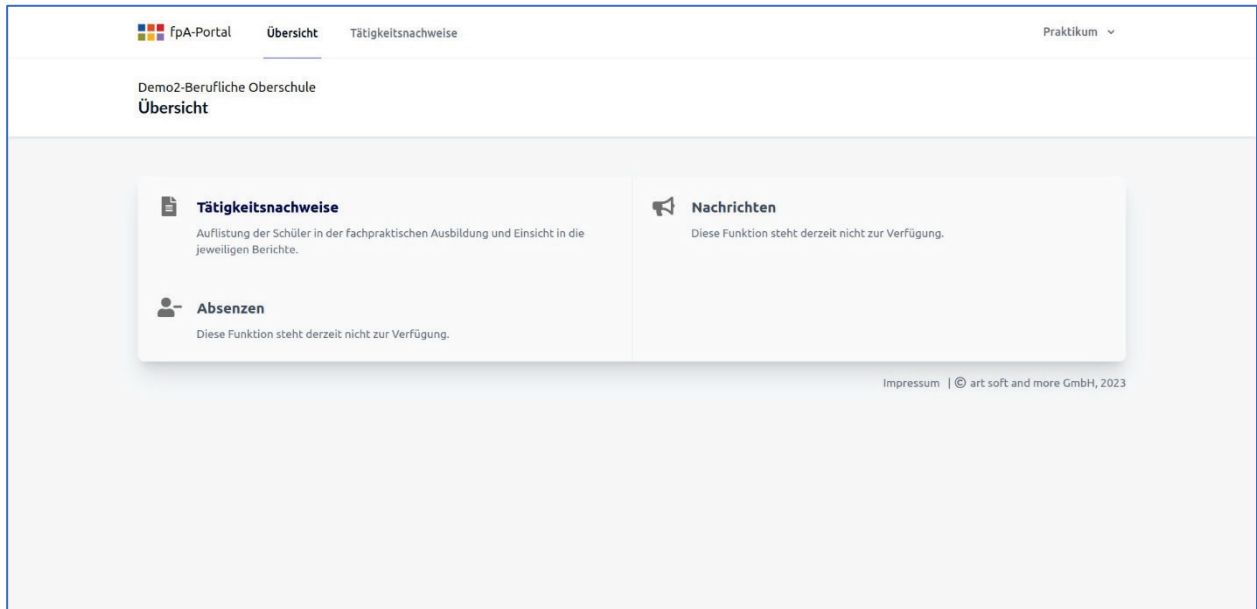 fpA-Portal Übersicht Tätigkeitsnachweise Praktikum
Demo2-Berufliche Oberschule
Übersicht
Tätigkeitsnachweise
Auflistung der Schüler in der fachpraktischen Ausbildung und Einsicht in die
jeweiligen Berichte.
Nachrichten
Diese Funktion steht derzeit nicht zur Verfügung.
Absenzen
Diese Funktion steht derzeit nicht zur Verfügung.
Impressum | © art soft and more GmbH, 2023